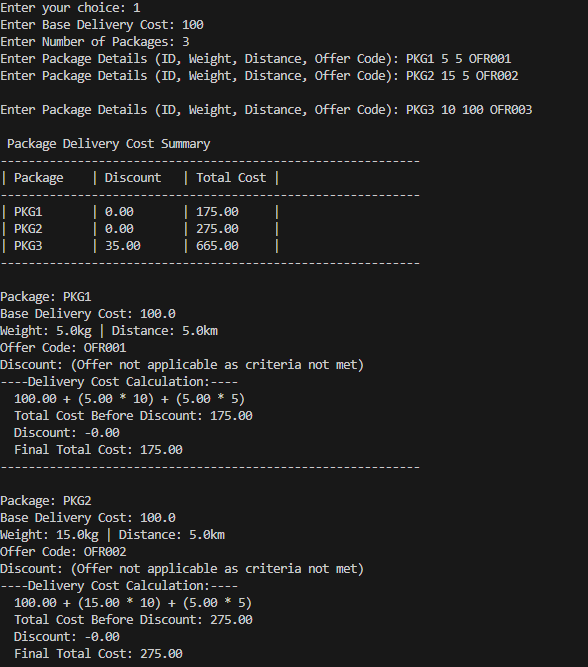 Enter your choice: 1
Enter Base Delivery Cost: 100
Enter Number of Packages: 3
Enter Package Details (ID, Weight, Distance, Offer Code): PKG1 5 5 OFR001
Enter Package Details (ID, Weight, Distance, Offer Code): PKG2 15 5 OFR002
Enter Package Details (ID, Weight, Distance, Offer Code): PKG3 10 100 OFR003
Package Delivery Cost Summary
------------------------------------------------------------
| Package    | Discount   | Total Cost |
------------------------------------------------------------
| PKG1       | 0.00       | 175.00     |
| PKG2       | 0.00       | 275.00     |
| PKG3       | 35.00      | 665.00     |
------------------------------------------------------------
Package: PKG1
Base Delivery Cost: 100.0
Weight: 5.0kg | Distance: 5.0km
Offer Code: OFR001
Discount: (Offer not applicable as criteria not met)
----Delivery Cost Calculation:----
100.00 + (5.00 * 10) + (5.00 * 5)
Total Cost Before Discount: 175.00
Discount: -0.00
Final Total Cost: 175.00
------------------------------------------------------------
Package: PKG2
Base Delivery Cost: 100.0
Weight: 15.0kg | Distance: 5.0km
Offer Code: OFR002
Discount: (Offer not applicable as criteria not met)
----Delivery Cost Calculation:----
100.00 + (15.00 * 10) + (5.00 * 5)
Total Cost Before Discount: 275.00
Discount: -0.00
Final Total Cost: 275.00